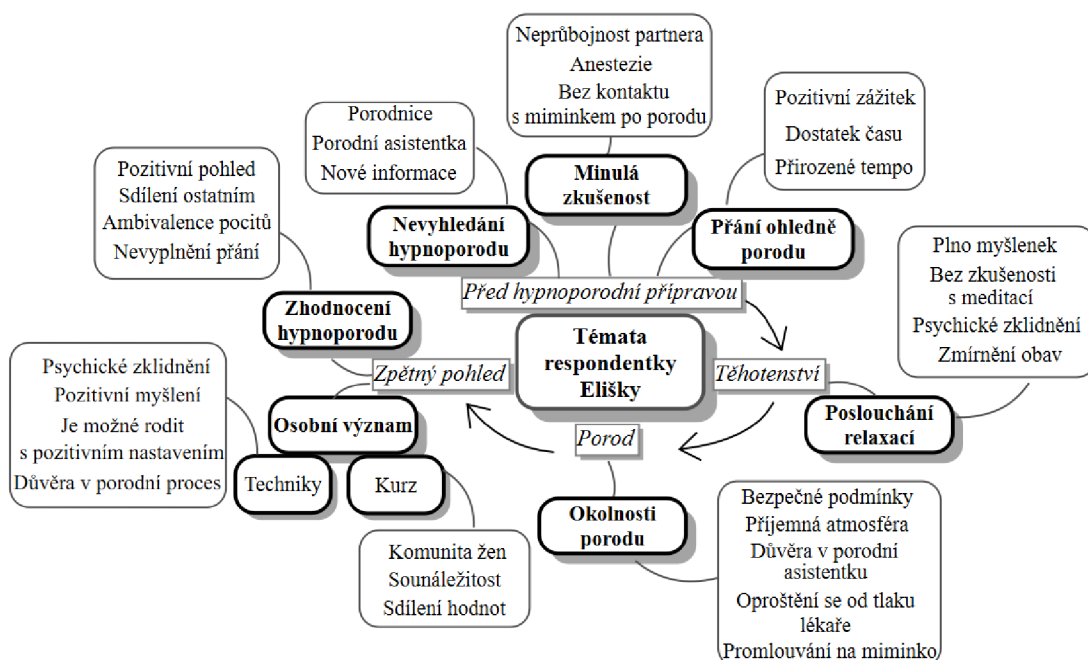 Neprůbojnost partnera
Anestezie
Bez kontaktu
s miminkem po porodu
Pozitivní zážitek
Dostatek času
Přirozené tempo
Porodnice
Porodní asistentka
Nové informace
Pozitivní pohled
Sdílení ostatním
Ambivalence pocitů
Nevyplnění přání
Minulá
zkušenost
Nevyhledání
hypnoporodu
Přání ohledně
porodu
Plno myšlenek
Bez zkušenosti
s meditací
Psychické zklidnění
Zmírnění obav
Před hypnoporodní přípravou
Zhodnocení
hypnoporodu
Témata
respondentky
Elišky
Zpětný pohled
Těhotenství
Psychické zklidnění
Pozitivní myšlení
Je možné rodit
s pozitivním nastavením
Důvěra v porodní proces
Osobní význam
Poslouchání
relaxací
Porod
Techniky
Kurz
Okolnosti
porodu
Bezpečné podmínky
Příjemná atmosféra
Důvěra v porodní
asistentku
Oproštění se od tlaku
lékaře
Promlouvání na miminko
Komunita žen
Sounáležitost
Sdílení hodnot